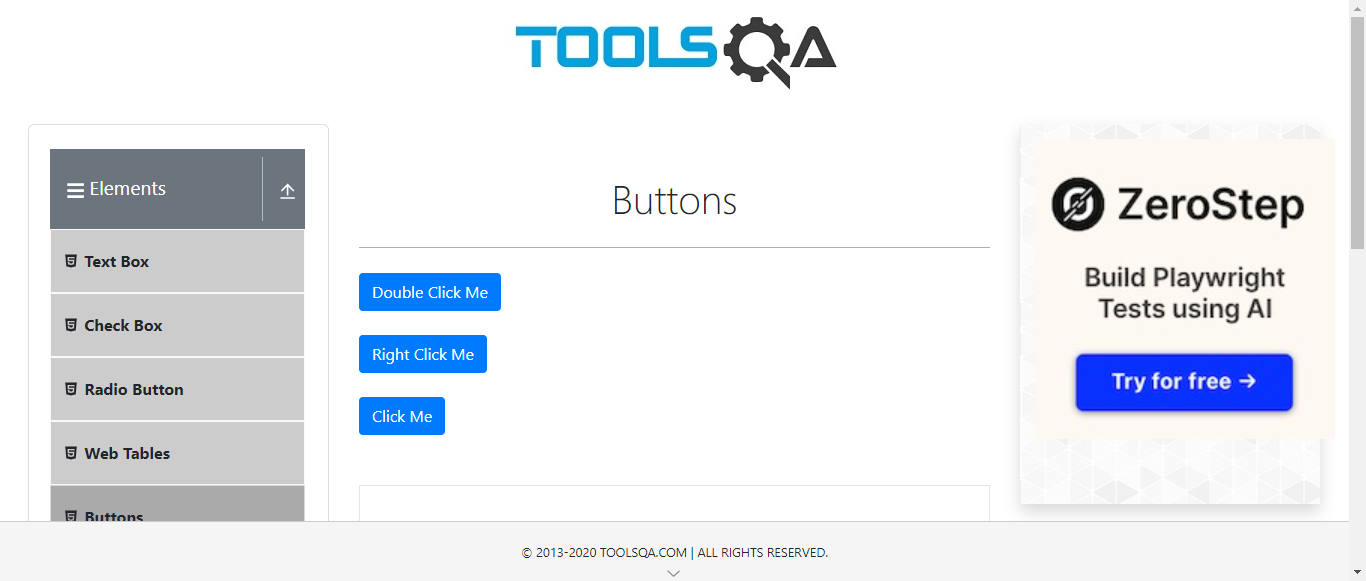 TOOLSQA
Elements
Text Box
Check Box
Radio Button
Web Tables
Buttons
Buttons
Double Click Me
Right Click Me
Click Me
ZeroStep
Build Playwright
Tests using AI
Try for free →
© 2013-2020 TOOLSQA.COM | ALL RIGHTS RESERVED.